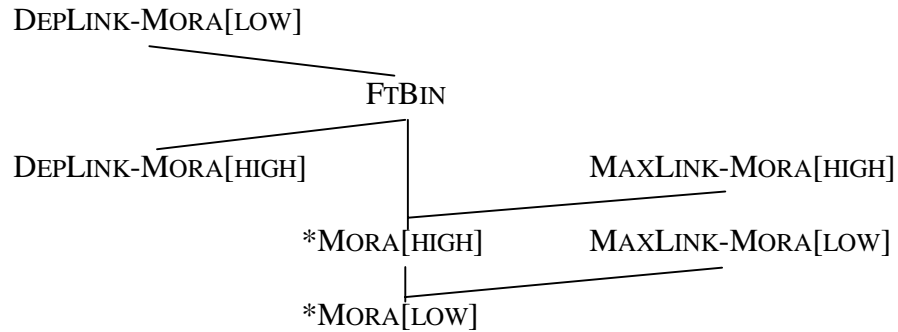 DEPLINK-MORA[LOW]
FTBIN
DEPLINK-MORA[HIGH] MAXLINK-MORA[HIGH]
*MORA[HIGH] MAXLINK-MORA[LOW]
*MORA[LOW]